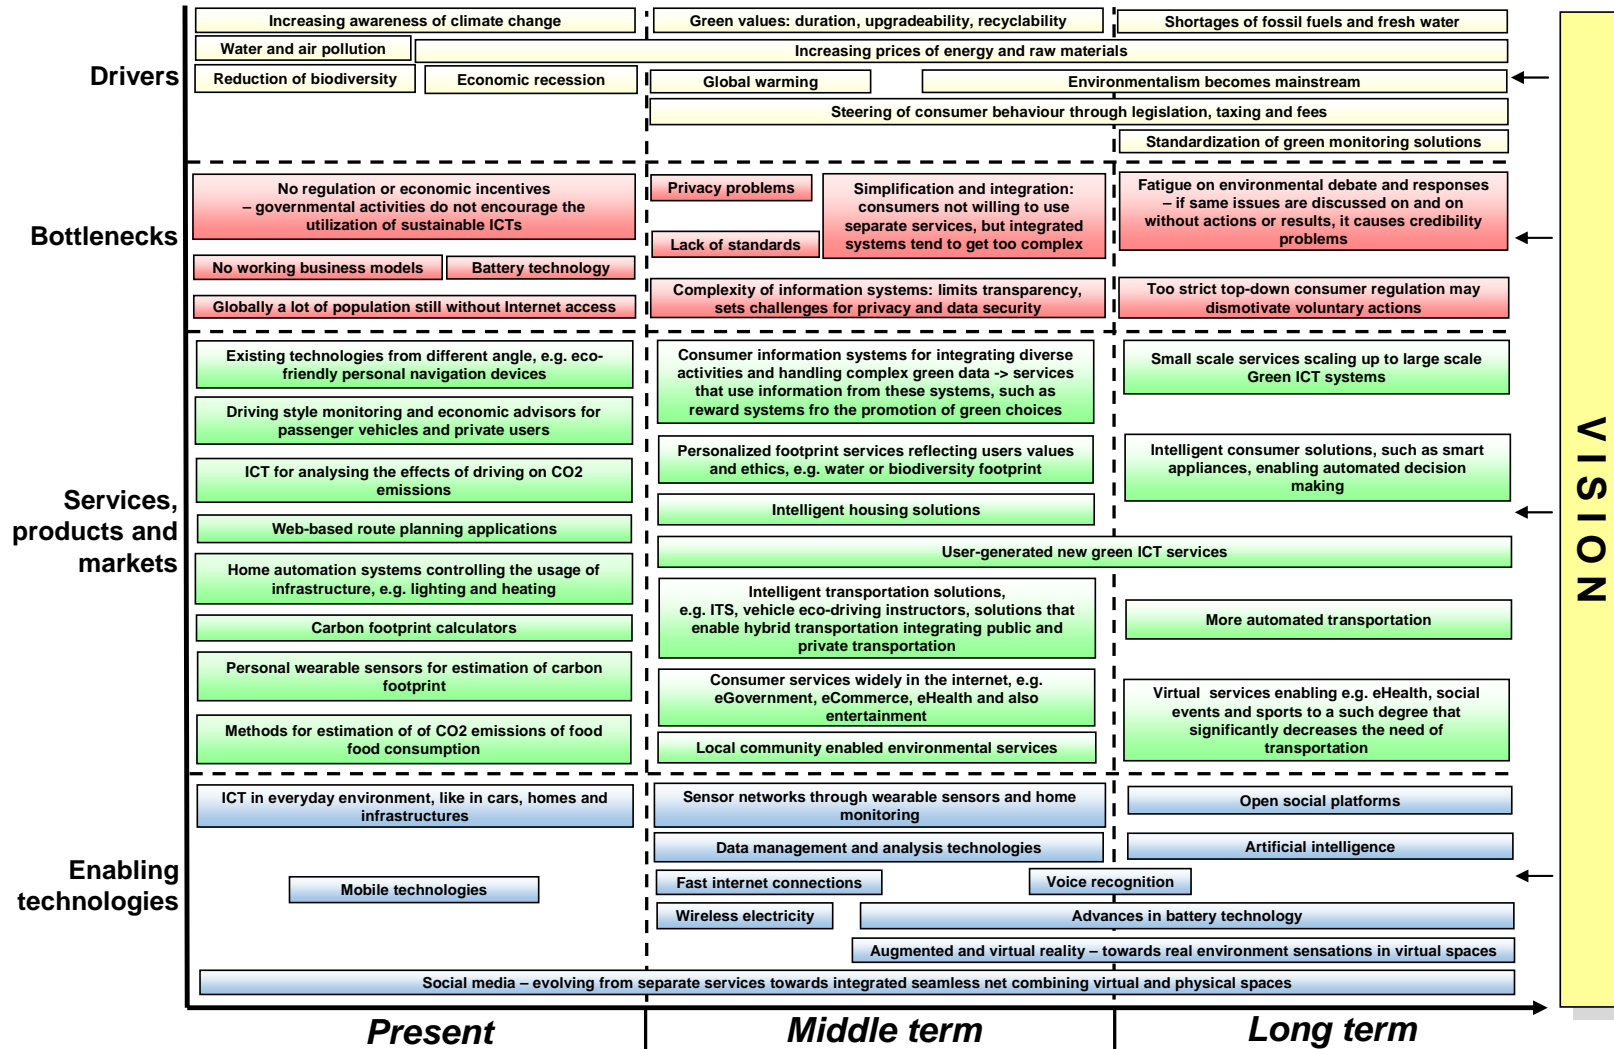 Drivers
Increasing awareness of climate change
Green values: duration, upgradeability, recyclability
Shortages of fossil fuels and fresh water
Water and air pollution
Increasing prices of energy and raw materials
Reduction of biodiversity
Economic recession
Global warming
Environmentalism becomes mainstream
Steering of consumer behaviour through legislation, taxing and fees
Standardization of green monitoring solutions
Bottlenecks
No regulation or economic incentives
– governmental activities do not encourage the
utilization of sustainable ICTs
No working business models
Battery technology
Globally a lot of population still without Internet access
Privacy problems
Lack of standards
Simplification and integration:
consumers not willing to use
separate services, but integrated
systems tend to get too complex
Complexity of information systems: limits transparency,
sets challenges for privacy and data security
Fatigue on environmental debate and responses
– if same issues are discussed on and on
without actions or results, it causes credibility
problems
Too strict top-down consumer regulation may
dismotivate voluntary actions
Services,
products and
markets
Existing technologies from different angle, e.g. eco-
friendly personal navigation devices
Driving style monitoring and economic advisors for
passenger vehicles and private users
ICT for analysing the effects of driving on CO2
emissions
Web-based route planning applications
Home automation systems controlling the usage of
infrastructure, e.g. lighting and heating
Carbon footprint calculators
Personal wearable sensors for estimation of carbon
footprint
Methods for estimation of of CO2 emissions of food
food consumption
Consumer information systems for integrating diverse
activities and handling complex green data -> services
that use information from these systems, such as
reward systems fro the promotion of green choices
Personalized footprint services reflecting users values
and ethics, e.g. water or biodiversity footprint
Intelligent housing solutions
User-generated new green ICT services
Intelligent transportation solutions,
e.g. ITS, vehicle eco-driving instructors, solutions that
enable hybrid transportation integrating public and
private transportation
Consumer services widely in the internet, e.g.
eGovernment, eCommerce, eHealth and also
entertainment
Local community enabled environmental services
Small scale services scaling up to large scale
Green ICT systems
Intelligent consumer solutions, such as smart
appliances, enabling automated decision
making
More automated transportation
Virtual services enabling e.g. eHealth, social
events and sports to a such degree that
significantly decreases the need of
transportation
Enabling
technologies
ICT in everyday environment, like in cars, homes and
infrastructures
Mobile technologies
Sensor networks through wearable sensors and home
monitoring
Data management and analysis technologies
Fast internet connections
Voice recognition
Wireless electricity
Advances in battery technology
Open social platforms
Artificial intelligence
Augmented and virtual reality – towards real environment sensations in virtual spaces
Social media – evolving from separate services towards integrated seamless net combining virtual and physical spaces
Present
Middle term
Long term
VISION